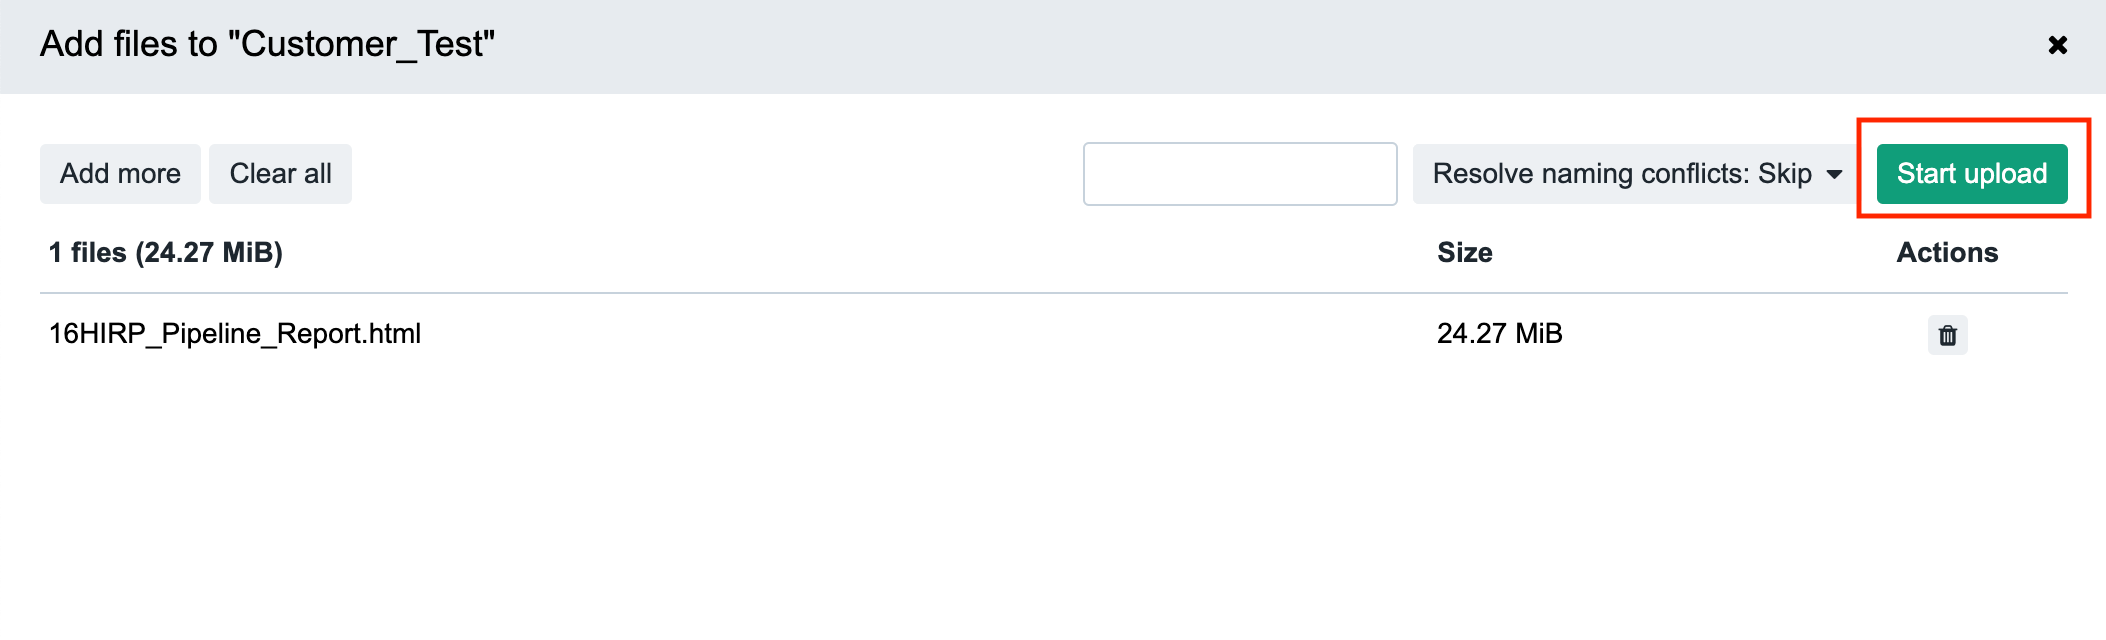 Add files to "Customer_Test"
Add more Clear all Resolve naming conflicts: Skip Start upload
1 files (24.27 MiB) Size Actions
16HIRP_Pipeline_Report.html 24.27 MiB